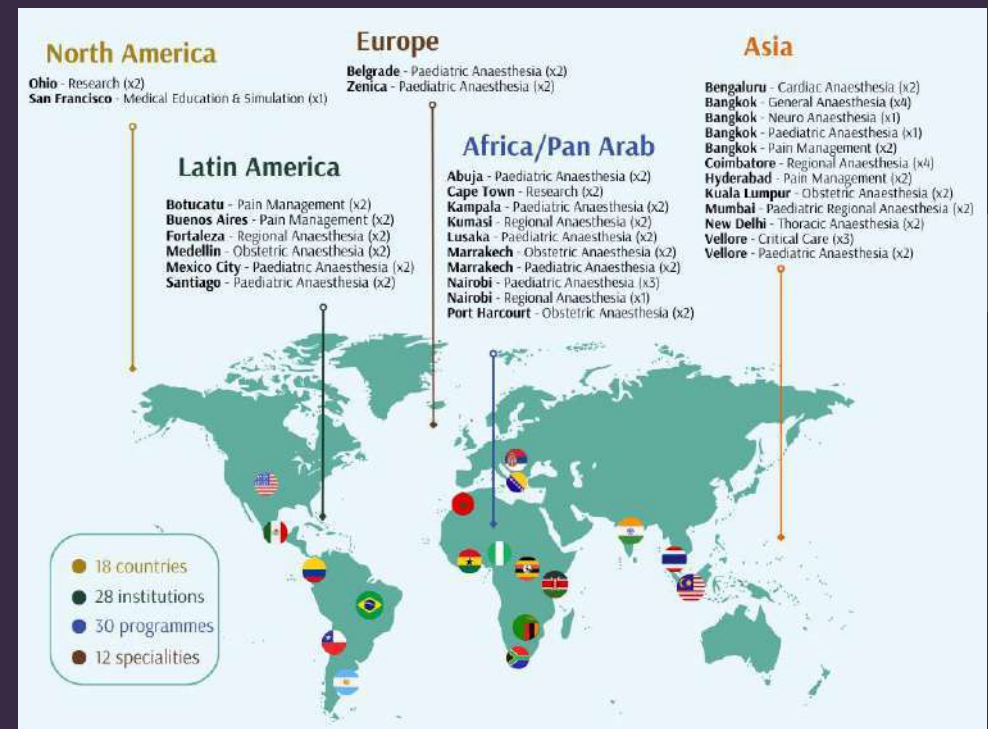 North America
Ohio - Research (x2)
San Francisco - Medical Education & Simulation (x1)
Europe
Belgrade - Paediatric Anaesthesia (x2)
Zenica - Paediatric Anaesthesia (x2)
Asia
Bengaluru - Cardiac Anaesthesia (x2)
Bangkok - General Anaesthesia (x4)
Bangkok - Neuro Anaesthesia (x1)
Bangkok - Paediatric Anaesthesia (x1)
Bangkok - Pain Management (x2)
Coimbatore - Regional Anaesthesia (x4)
Hyderabad - Pain Management (x2)
Kuala Lumpur - Obstetric Anaesthesia (x2)
Mumbai - Paediatric Regional Anaesthesia (x2)
New Delhi - Thoracic Anaesthesia (x2)
Vellore - Critical Care (x3)
Vellore - Paediatric Anaesthesia (x2)
Latin America
Botucatu - Pain Management (x2)
Buenos Aires - Pain Management (x2)
Fortaleza - Regional Anaesthesia (x2)
Medellin - Obstetric Anaesthesia (x2)
Mexico City - Paediatric Anaesthesia (x2)
Santiago - Paediatric Anaesthesia (x2)
Africa/Pan Arab
Abuja - Paediatric Anaesthesia (x2)
Cape Town - Research (x2)
Kampala - Paediatric Anaesthesia (x2)
Kumasi - Regional Anaesthesia (x2)
Lusaka - Paediatric Anaesthesia (x2)
Marrakech - Obstetric Anaesthesia (x2)
Marrakech - Paediatric Anaesthesia (x2)
Nairobi - Paediatric Anaesthesia (x3)
Nairobi - Regional Anaesthesia (x1)
Port Harcourt - Obstetric Anaesthesia (x2)
18 countries
28 institutions
30 programmes
12 specialities